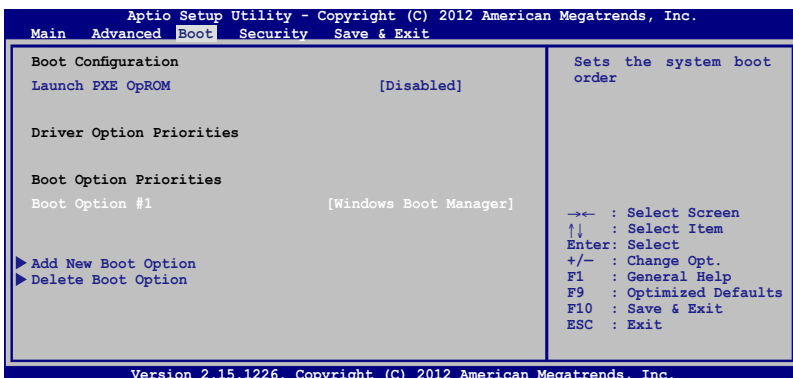 Aptio Setup Utility - Copyright (C) 2012 American Megatrends, Inc.
Main Advanced Boot Security Save & Exit
Boot Configuration
Launch PXE OpROM [Disabled]
Driver Option Priorities
Boot Option Priorities
Boot Option #1 [Windows Boot Manager]
Add New Boot Option
Delete Boot Option
Sets the system boot
order
→← : Select Screen
↑↓ : Select Item
Enter: Select
+/— : Change Opt.
F1 : General Help
F9 : Optimized Defaults
F10 : Save & Exit
ESC : Exit
Version 2.15.1226. Copyright (C) 2012 American Megatrends, Inc.